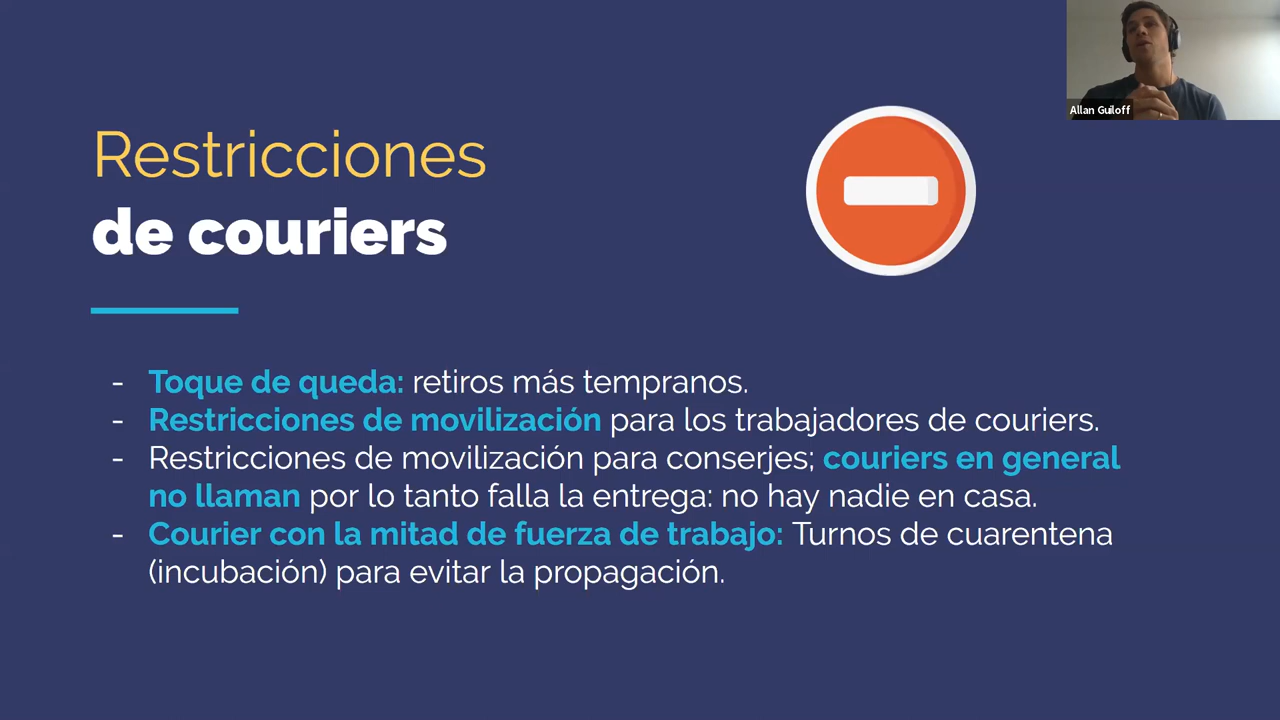 Allan Guiloff
Restricciones
de couriers
- Toque de queda: retiros más tempranos.
- Restricciones de movilización para los trabajadores de couriers.
- Restricciones de movilización para conserjes; couriers en general
no llaman por lo tanto falla la entrega: no hay nadie en casa.
- Courier con la mitad de fuerza de trabajo: Turnos de cuarentena
(incubación) para evitar la propagación.